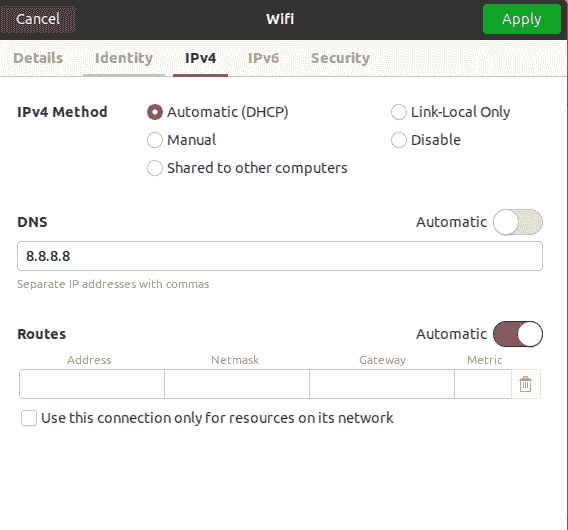 Cancel Wifi Apply
Details Identity IPv4 IPv6 Security
IPv4 Method Automatic (DHCP) Link-Local Only
Manual Disable
Shared to other computers
DNS Automatic
8.8.8.8
Separate IP addresses with commas
Routes Automatic
Address Netmask Gateway Metric
Use this connection only for resources on its network